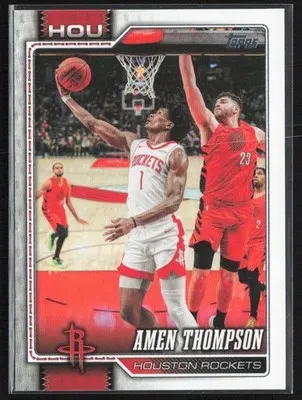 HOU
Topps
ROCKETS
1
23
R
AMEN THOMPSON
HOUSTON ROCKETS